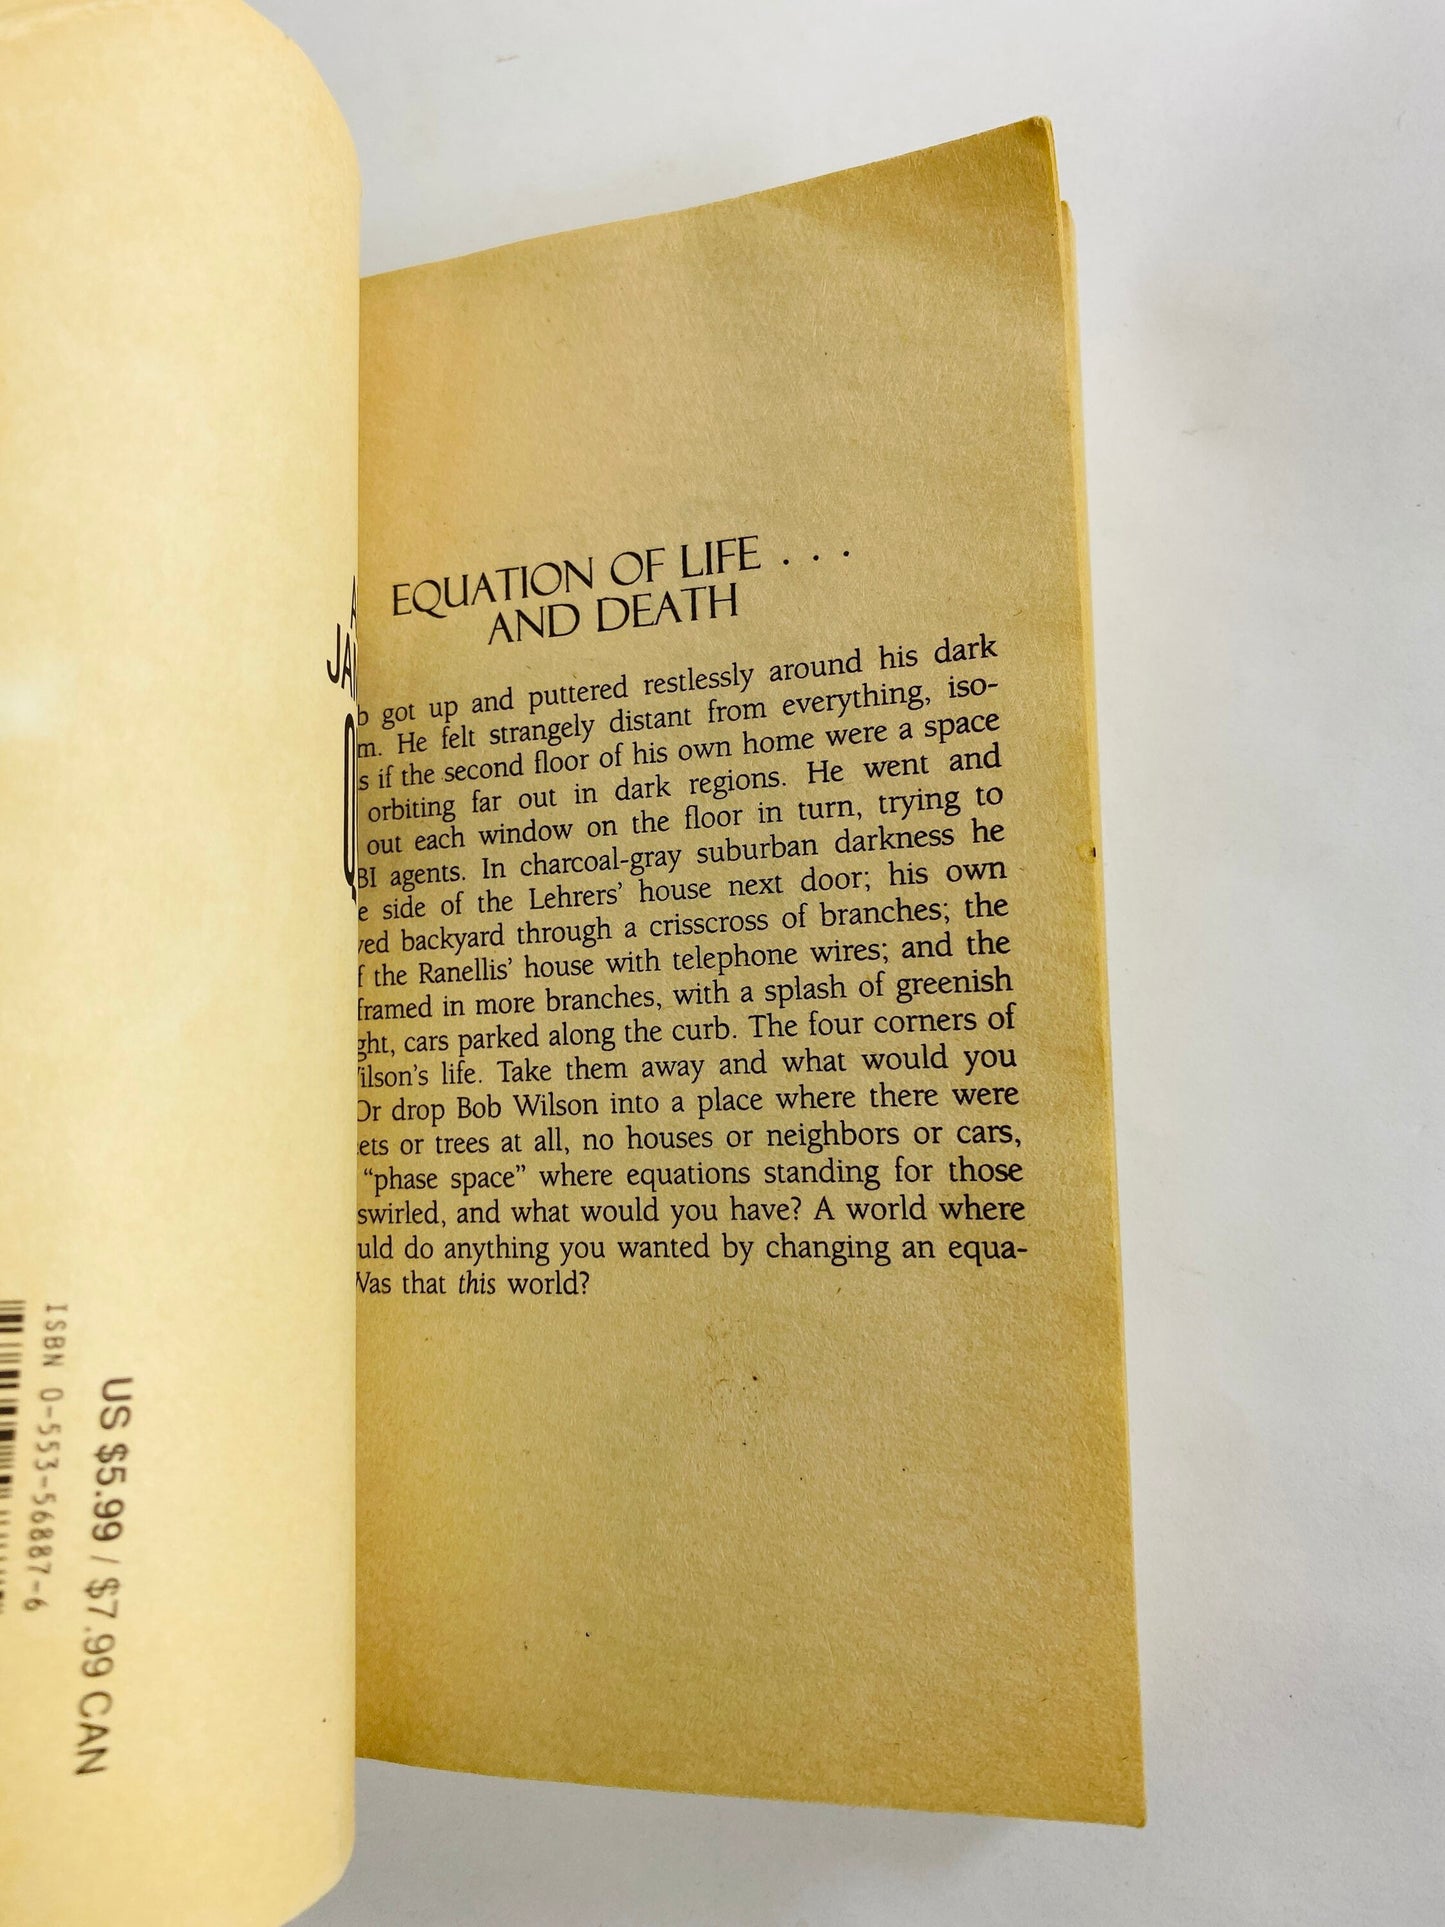 EQUATION OF LIFE . . .
AND DEATH
got up and puttered restlessly around his dark
He felt strangely distant from everything, iso-
if the second floor of his own home were a space
orbiting far out in dark regions. He went and
out each window on the floor in turn, trying to
BI agents. In charcoal-gray suburban darkness he
side of the Lehrers' house next door; his own
backyard through a crisscross of branches; the
the Ranellis' house with telephone wires; and the
framed in more branches, with a splash of greenish
ght, cars parked along the curb. The four corners of
ilson's life. Take them away and what would you
Or drop Bob Wilson into a place where there were
ets or trees at all, no houses or neighbors or cars,
“phase space” where equations standing for those
swirled, and what would you have? A world where
uld do anything you wanted by changing an equa-
Was that this world?
JA
ISBN 0-553-56887-6
US $5.99 / $7.99 CAN